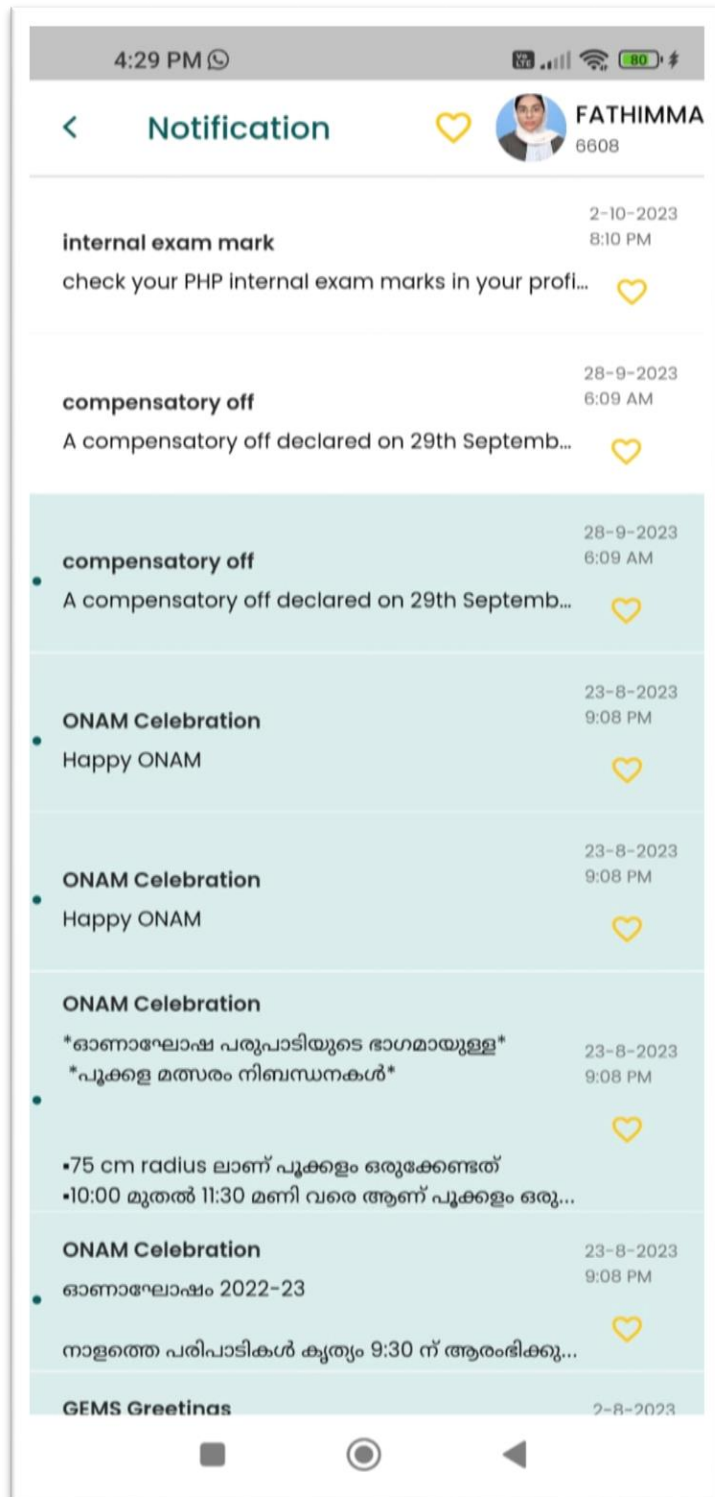 4:29 PM
Vo LTE
80
Notification
FATHIMMA
6608
2-10-2023
internal exam mark
8:10 PM
check your PHP internal exam marks in your profi...
28-9-2023
compensatory off
6:09 AM
A compensatory off declared on 29th Septemb...
28-9-2023
compensatory off
6:09 AM
A compensatory off declared on 29th Septemb...
23-8-2023
ONAM Celebration
9:08 PM
Happy ONAM
23-8-2023
ONAM Celebration
9:08 PM
Happy ONAM
ONAM Celebration
*ഓണാഘോഷ പരുപാടിയുടെ ഭാഗമായുള്ള*
*പൂക്കള മത്സരം നിബന്ധനകൾ*
23-8-2023
9:08 PM
▪75 cm radius ലാണ് പൂക്കളം ഒരുക്കേണ്ടത്
▪10:00 മുതൽ 11:30 മണി വരെ ആണ് പൂക്കളം ഒരു...
ONAM Celebration
23-8-2023
9:08 PM
ഓണാഘോഷം 2022-23
നാളത്തെ പരിപാടികൾ കൃത്യം 9:30 ന് ആരംഭിക്കു...
GEMS Greetings
2-8-2023